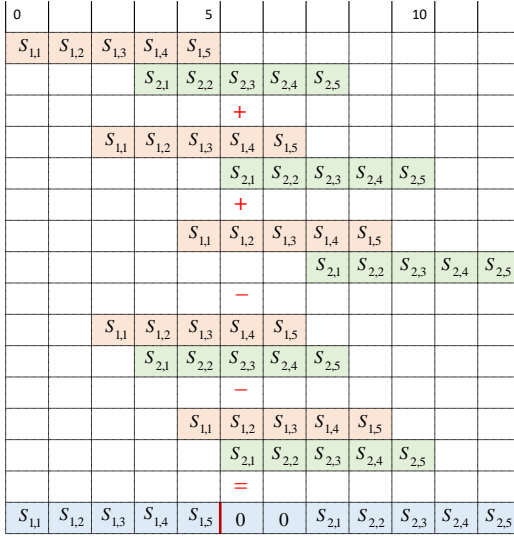 0 5 10
S1,1 S1,2 S1,3 S1,4 S1,5
S2,1 S2,2 S2,3 S2,4 S2,5
+
S1,1 S1,2 S1,3 S1,4 S1,5
S2,1 S2,2 S2,3 S2,4 S2,5
+
S1,1 S1,2 S1,3 S1,4 S1,5
S2,1 S2,2 S2,3 S2,4 S2,5
−
S1,1 S1,2 S1,3 S1,4 S1,5
S2,1 S2,2 S2,3 S2,4 S2,5
−
S1,1 S1,2 S1,3 S1,4 S1,5
S2,1 S2,2 S2,3 S2,4 S2,5
=
S1,1 S1,2 S1,3 S1,4 S1,5 0 0 S2,1 S2,2 S2,3 S2,4 S2,5